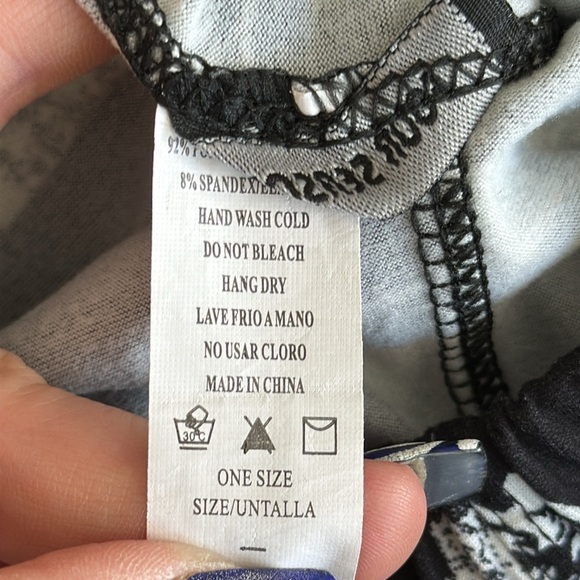 92%
8% SPANDEX/
HAND WASH COLD
DO NOT BLEACH
HANG DRY
LAVE FRIO A MANO
NO USAR CLORO
MADE IN CHINA
30°C
ONE SIZE
SIZE/UNTALLA